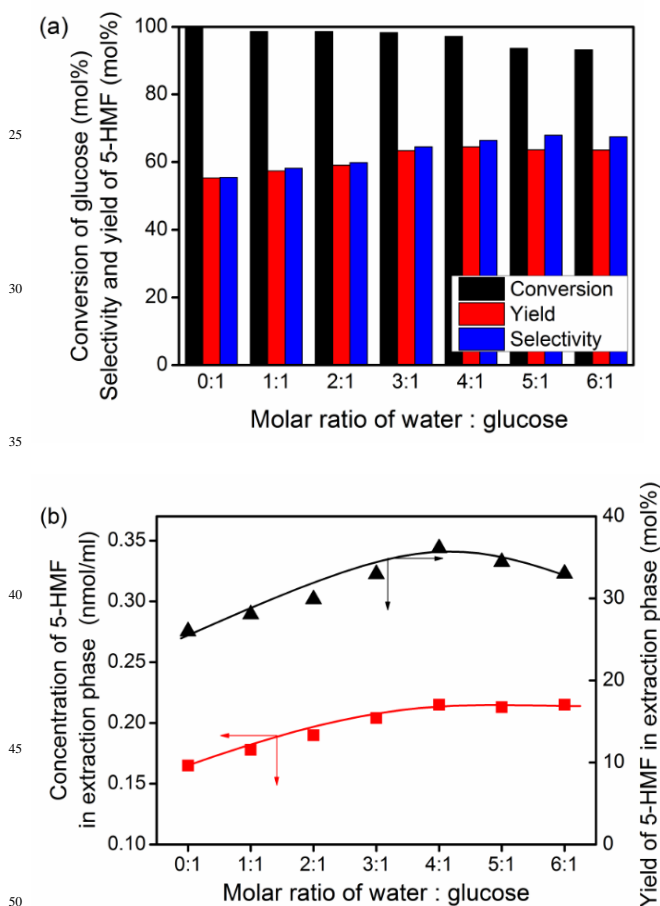 (a)
Conversion of glucose (mol%)
Selectivity and yield of 5-HMF (mol%)
100
80
60
40
20
0
Conversion
Yield
Selectivity
0:1 1:1 2:1 3:1 4:1 5:1 6:1
Molar ratio of water : glucose
25
30
35
(b)
Concentration of 5-HMF
in extraction phase (nmol/ml)
0.35
0.30
0.25
0.20
0.15
0.10
40
30
20
10
0
Yield of 5-HMF in extraction phase (mol%)
0:1 1:1 2:1 3:1 4:1 5:1 6:1
Molar ratio of water : glucose
40
45
50